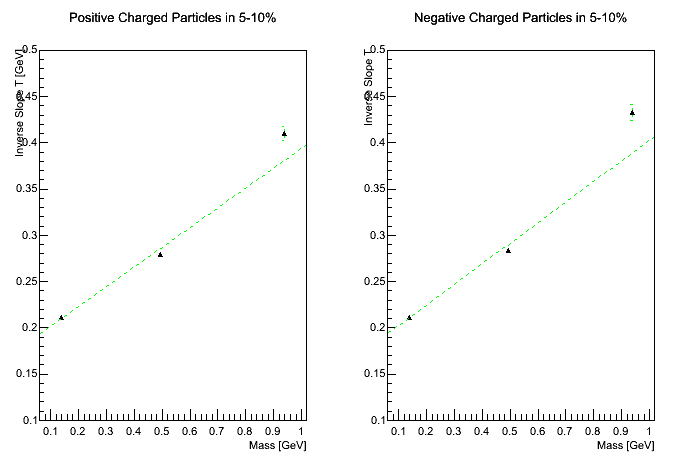 Positive Charged Particles in 5-10%
Inverse Slope T [GeV]
0.5
0.45
0.4
0.35
0.3
0.25
0.2
0.15
0.1
0.1 0.2 0.3 0.4 0.5 0.6 0.7 0.8 0.9 1
Mass [GeV]
Negative Charged Particles in 5-10%
Inverse Slope T
0.5
0.45
0.4
0.35
0.3
0.25
0.2
0.15
0.1
0.1 0.2 0.3 0.4 0.5 0.6 0.7 0.8 0.9 1
Mass [GeV]